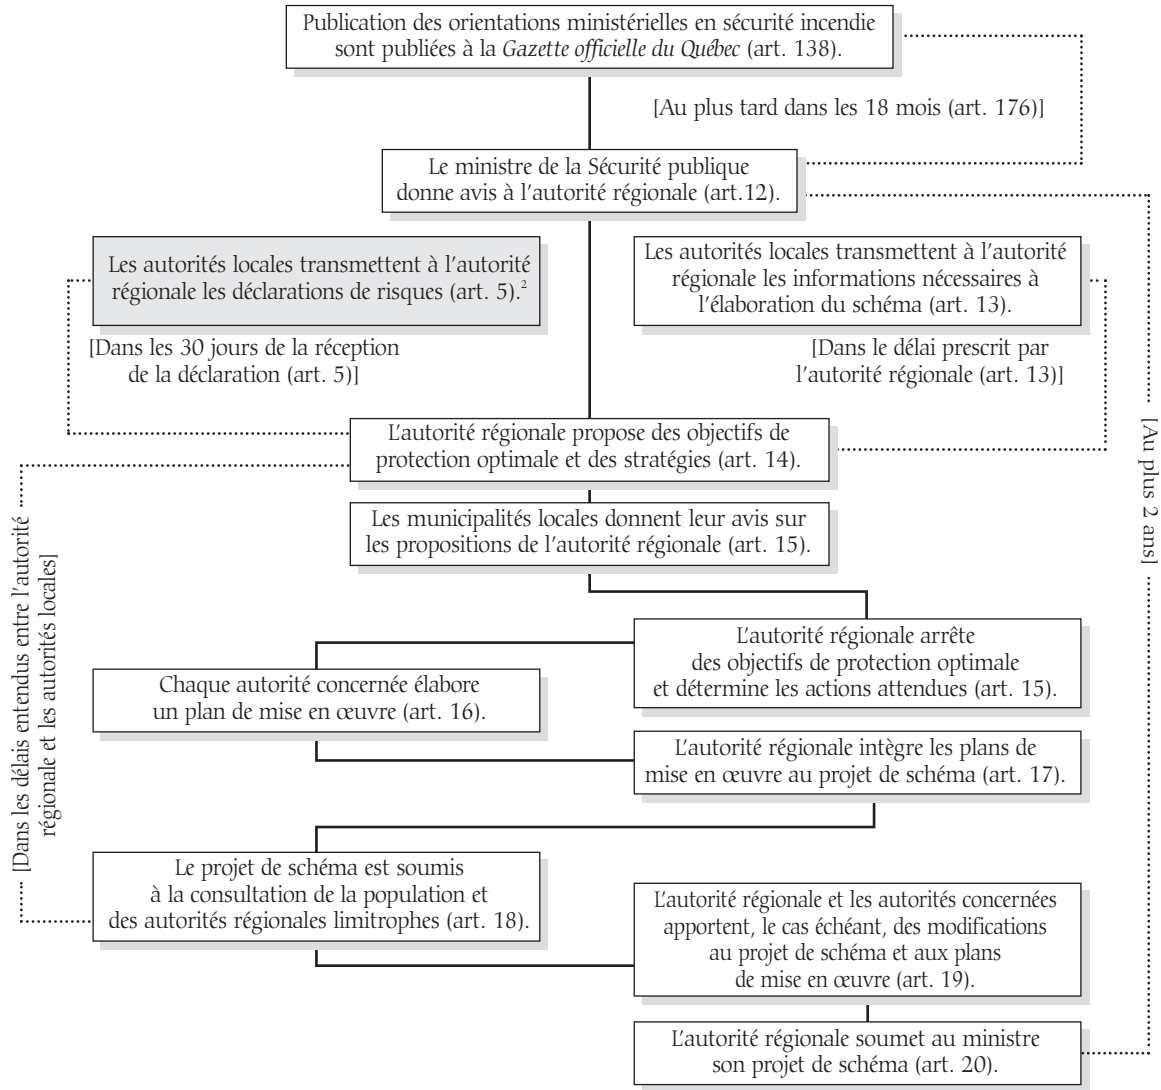 Publication des orientations ministérielles en sécurité incendie
sont publiées à la Gazette officielle du Québec (art. 138).
[Au plus tard dans les 18 mois (art. 176)]
Le ministre de la Sécurité publique
donne avis à l'autorité régionale (art.12).
Les autorités locales transmettent à l'autorité
régionale les déclarations de risques (art. 5).²
[Dans les 30 jours de la réception
de la déclaration (art. 5)]
Les autorités locales transmettent à l'autorité
régionale les informations nécessaires à
l'élaboration du schéma (art. 13).
[Dans le délai prescrit par
l'autorité régionale (art. 13)]
L'autorité régionale propose des objectifs de
protection optimale et des stratégies (art. 14).
[Au plus 2 ans]
Les municipalités locales donnent leur avis sur
les propositions de l'autorité régionale (art. 15).
[Dans les délais entendus entre l'autorité
régionale et les autorités locales]
L'autorité régionale arrête
des objectifs de protection optimale
et détermine les actions attendues (art. 15).
Chaque autorité concernée élabore
un plan de mise en œuvre (art. 16).
L'autorité régionale intègre les plans de
mise en œuvre au projet de schéma (art. 17).
Le projet de schéma est soumis
à la consultation de la population et
des autorités régionales limitrophes (art. 18).
L'autorité régionale et les autorités concernées
apportent, le cas échéant, des modifications
au projet de schéma et aux plans
de mise en œuvre (art. 19).
L'autorité régionale soumet au ministre
son projet de schéma (art. 20).